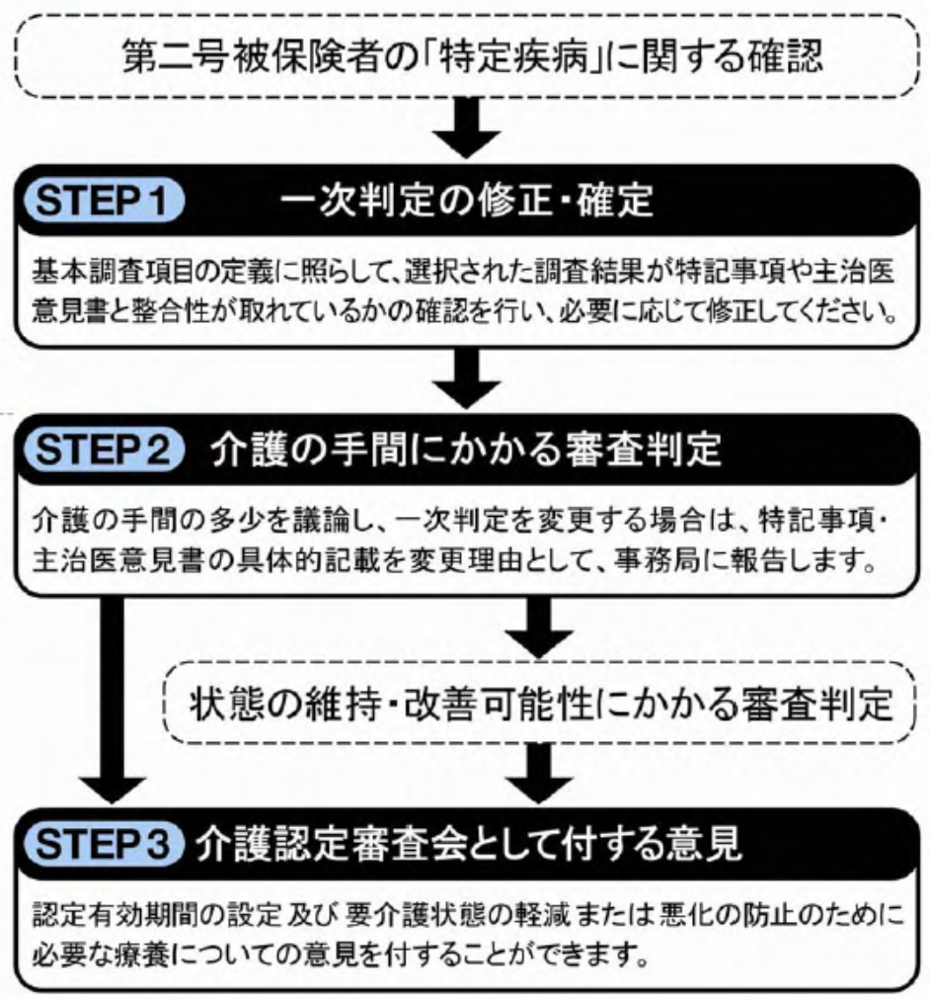 第二号被保険者の「特定疾病」に関する確認
STEP 1 一次判定の修正・確定
基本調査項目の定義に照らして、選択された調査結果が特記事項や主治医
意見書と整合性が取れているかの確認を行い、必要に応じて修正してください。
STEP 2 介護の手間にかかる審査判定
介護の手間の多少を議論し、一次判定を変更する場合は、特記事項・
主治医意見書の具体的記載を変更理由として、事務局に報告します。
状態の維持・改善可能性にかかる審査判定
STEP 3 介護認定審査会として付する意見
認定有効期間の設定 及び 要介護状態の軽減 または 悪化の防止のために
必要な療養についての意見を付することができます。